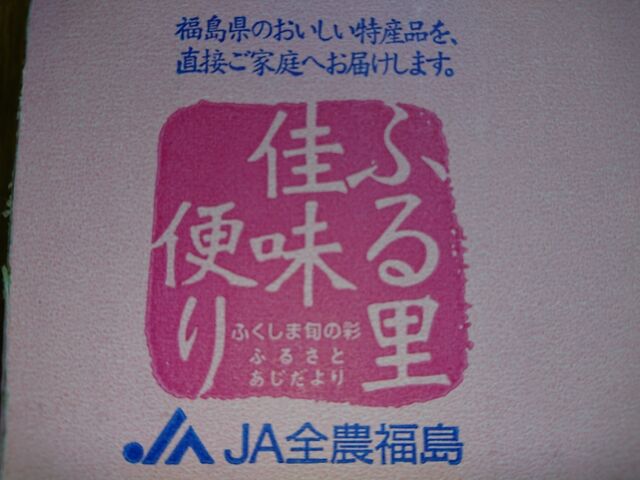 福島県のおいしい特産品を、
直接ご家庭へお届けします。
ふる里
佳味
便り
ふくしま旬の彩
ふるさと
あじだより
JA全農福島